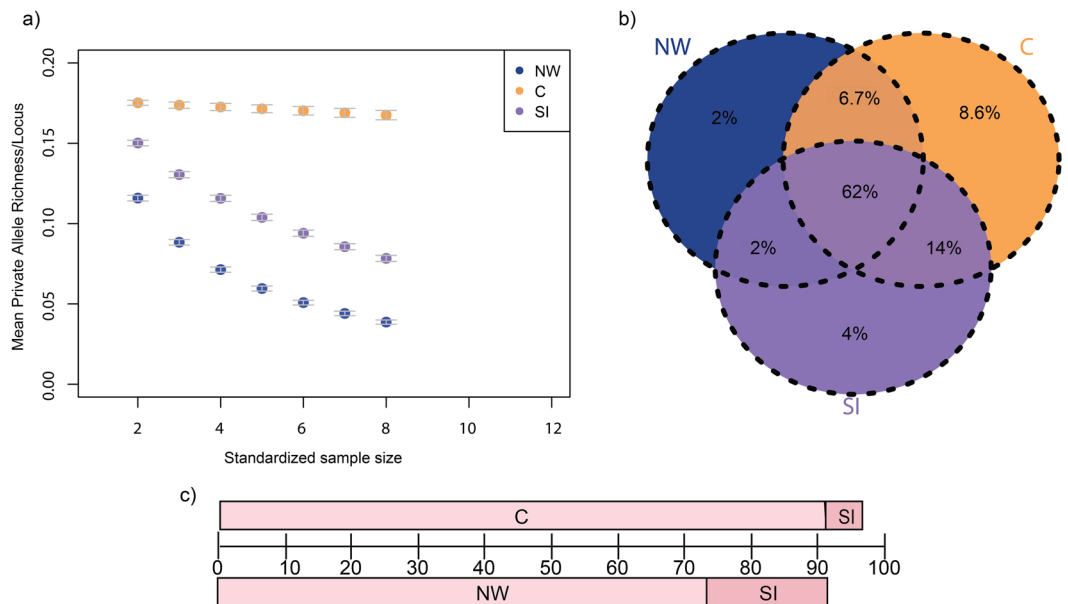 a)
Mean Private Allele Richness/Locus
0.20
0.15
0.10
0.05
0.00
NW
C
SI
2 4 6 8 10 12
Standardized sample size
b)
NW
C
2%
6.7%
8.6%
62%
2%
14%
4%
SI
c)
C SI
0 10 20 30 40 50 60 70 80 90 100
NW SI